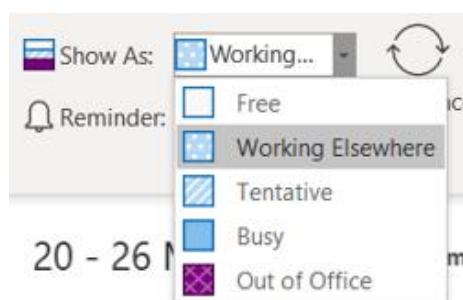 Show As: Working...
Reminder:
Free
Working Elsewhere
Tentative
Busy
Out of Office
20 - 26